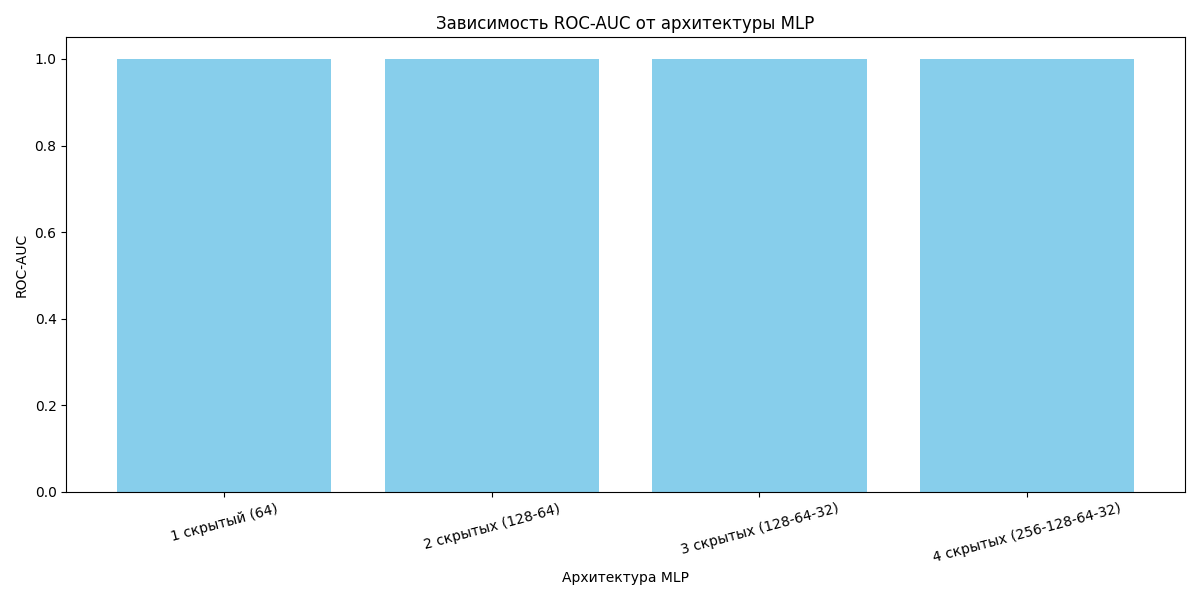 Зависимость ROC-AUC от архитектуры MLP
ROC-AUC
1.0
0.8
0.6
0.4
0.2
0.0
1 скрытый (64)
2 скрытых (128-64)
3 скрытых (128-64-32)
4 скрытых (256-128-64-32)
Архитектура MLP